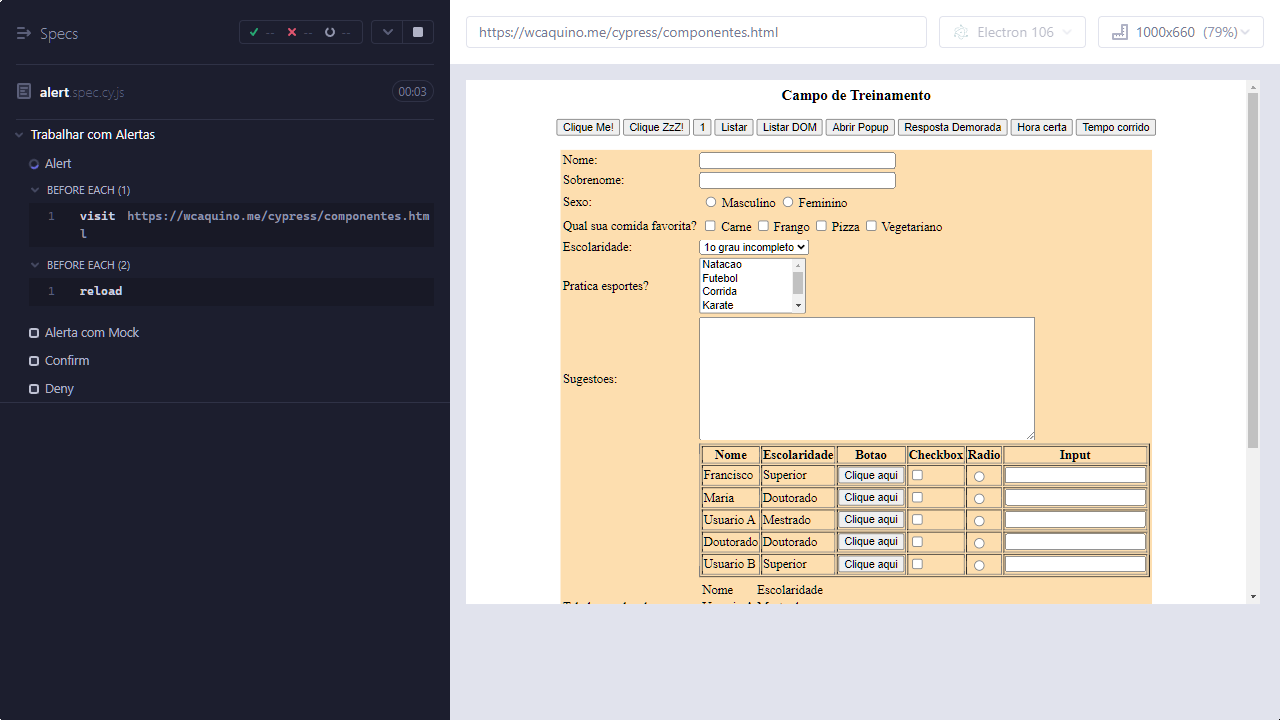 Specs
-- -- --
https://wcaquino.me/cypress/componentes.html
Electron 106
1000x660 (79%)
alert.spec.cy.js
00:03
Trabalhar com Alertas
Alert
BEFORE EACH (1)
1 visit https://wcaquino.me/cypress/componentes.htm
l
BEFORE EACH (2)
1 reload
Alerta com Mock
Confirm
Deny
Campo de Treinamento
Clique Me! Clique ZzZ! 1 Listar Listar DOM Abrir Popup Resposta Demorada Hora certa Tempo corrido
Nome:
Sobrenome:
Sexo: Masculino Feminino
Qual sua comida favorita? Carne Frango Pizza Vegetariano
Escolaridade: 1o grau incompleto
Pratica esportes?
Natacao
Futebol
Corrida
Karate
Sugestoes:
Nome Escolaridade Botao Checkbox Radio Input
Francisco Superior Clique aqui
Maria Doutorado Clique aqui
Usuario A Mestrado Clique aqui
Doutorado Doutorado Clique aqui
Usuario B Superior Clique aqui
Nome Escolaridade